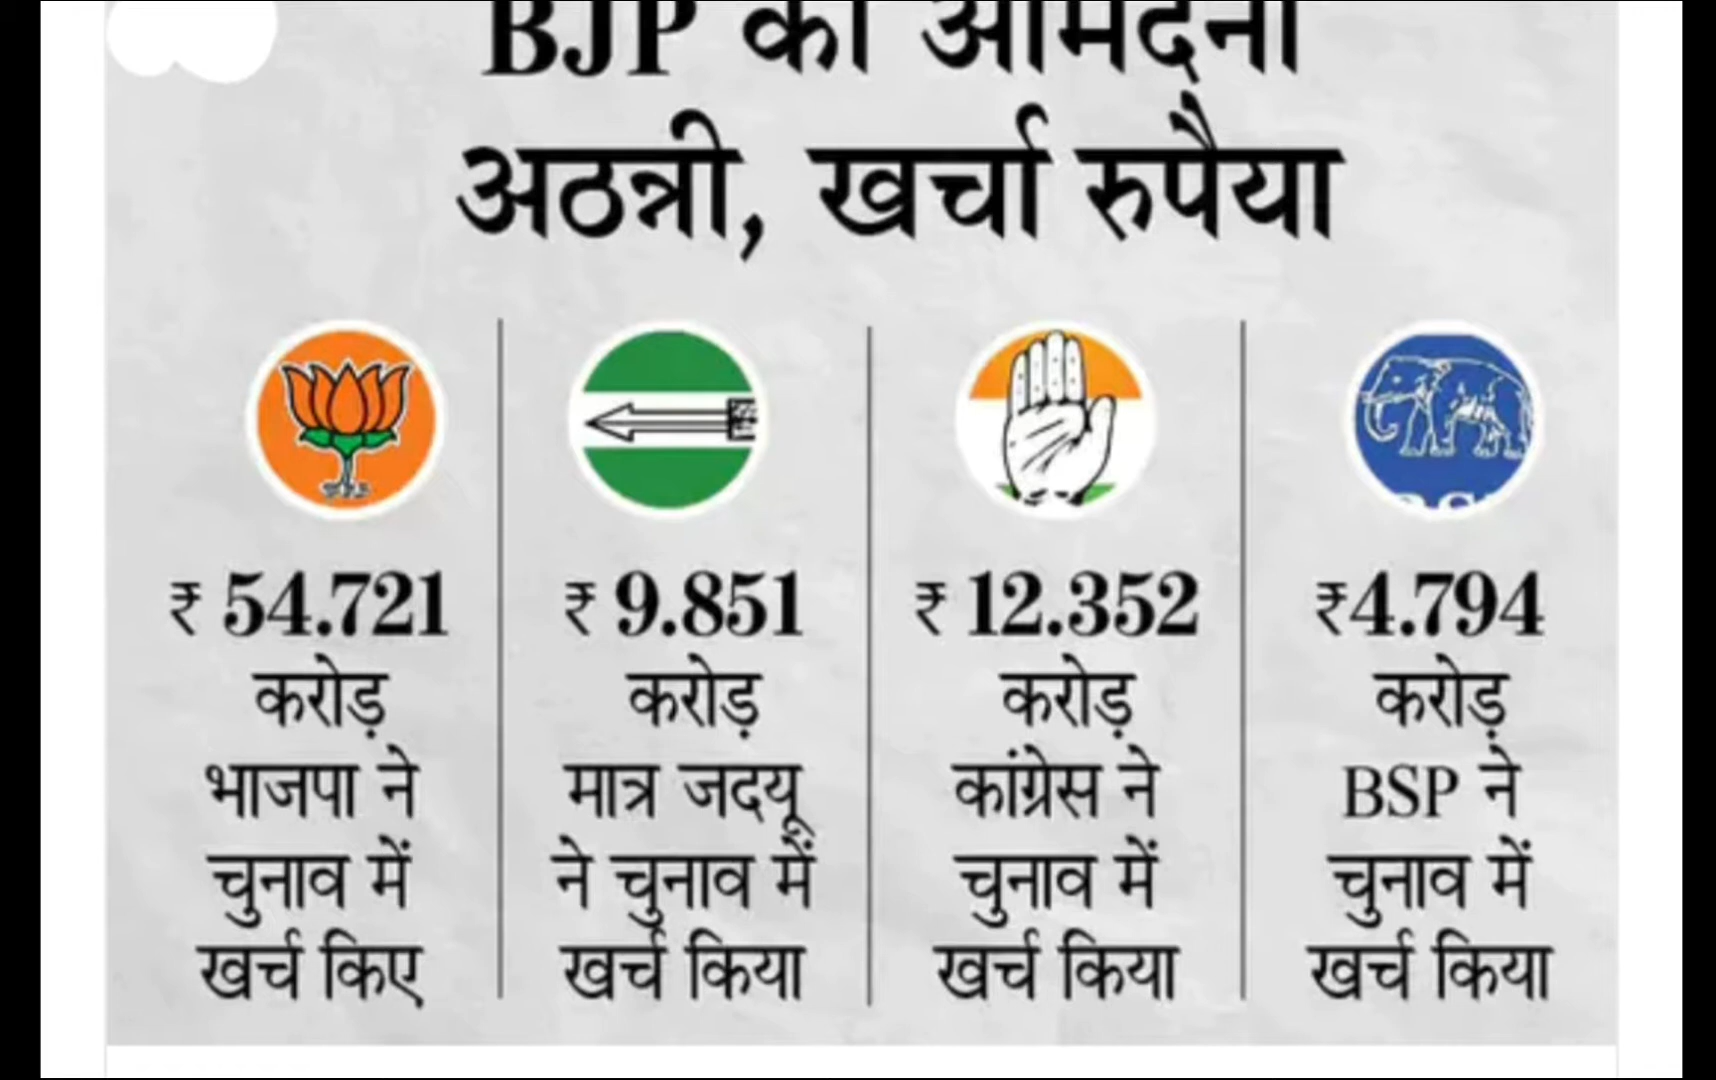 BJP की आमदनी
अठन्नी, खर्चा रुपैया
₹ 54.721
करोड़
भाजपा ने
चुनाव में
खर्च किए
₹ 9.851
करोड़
मात्र जदयू
ने चुनाव में
खर्च किया
₹ 12.352
करोड़
कांग्रेस ने
चुनाव में
खर्च किया
₹4.794
करोड़
BSP ने
चुनाव में
खर्च किया